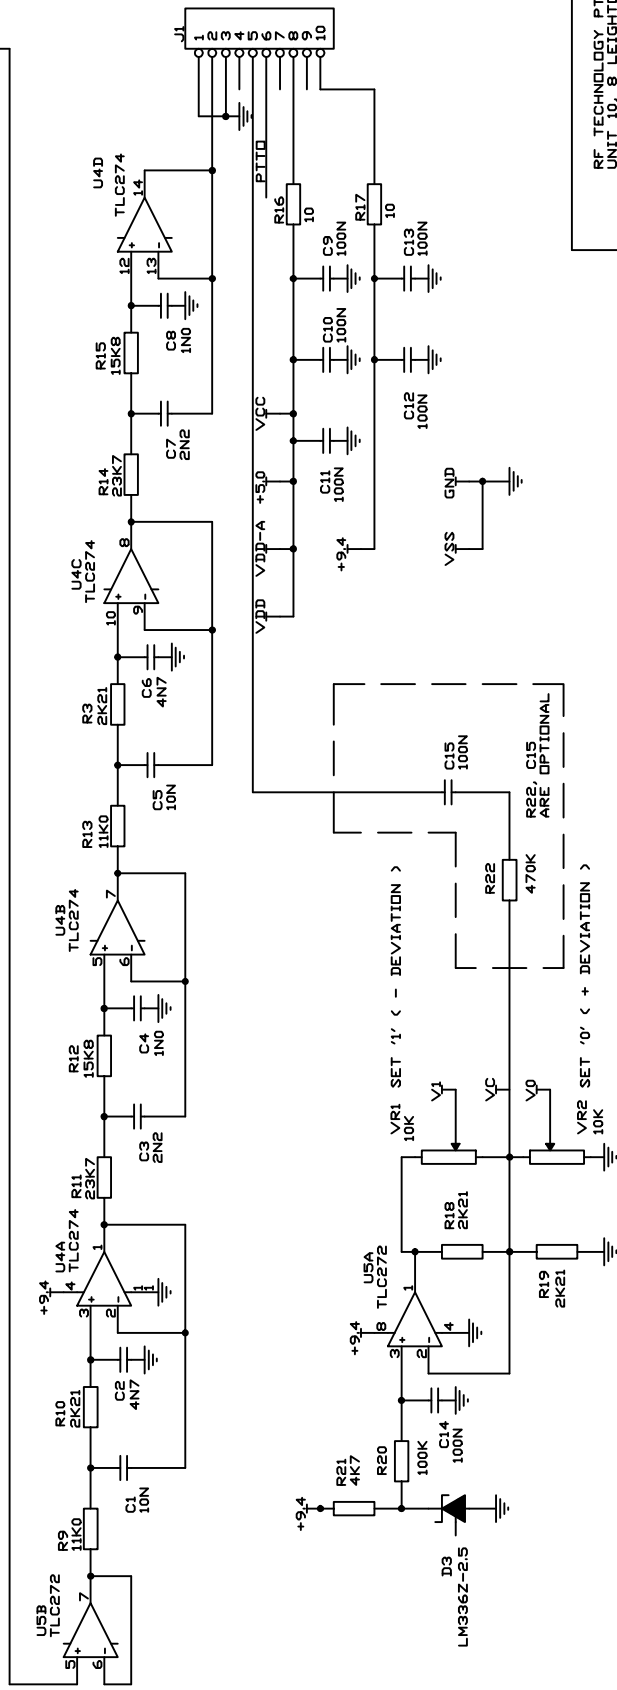 J1
1
2
3
4
5
6
7
8
9
10
RF TECHNOLOGY PT
UNIT 10, 8 LEIGHT
U4D
TLC274
14
12
13
+
-
PTTO
R16
10
R17
10
C9
100N
C13
100N
C8
1N0
R15
15K8
C10
100N
C12
100N
C7
2N2
VCC
R14
23K7
C11
100N
+5.0
GND
U4C
TLC274
8
10
9
+
-
VDD-A
+9.4
VSS
VDD
C6
4N7
R3
2K21
C5
10N
C15
100N
R22, C15
ARE OPTIONAL
R13
11K0
R22
470K
U4B
TLC274
7
5
6
+
-
C4
1N0
R12
15K8
C3
2N2
VR1 SET '1' < - DEVIATION >
10K
V1
VC
V0
VR2 SET '0' < + DEVIATION >
10K
R11
23K7
R18
2K21
U4A
TLC274
1
+9.4
4
11
3
2
+
-
U5A
TLC272
1
R19
2K21
+9.4
8
4
3
2
+
-
C2
4N7
R10
2K21
C14
100N
R20
100K
R21
4K7
C1
10N
+9.4
R9
11K0
D3
LM336Z-2.5
U5B
TLC272
7
5
6
+
-